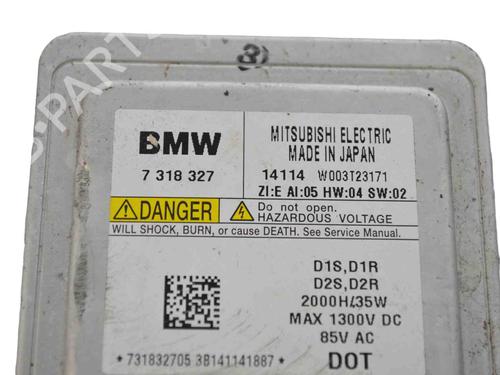 BMW
7 318 327
MITSUBISHI ELECTRIC
MADE IN JAPAN
14114 W003T23171
ZI:E AI:05 HW:04 SW:02
DANGER
Do not open.
HAZARDOUS VOLTAGE
WILL SHOCK, BURN, or cause DEATH. See Service Manual.
D1S,D1R
D2S,D2R
2000H/35W
MAX 1300V DC
85V AC
DOT
*731832705 3B141141887*